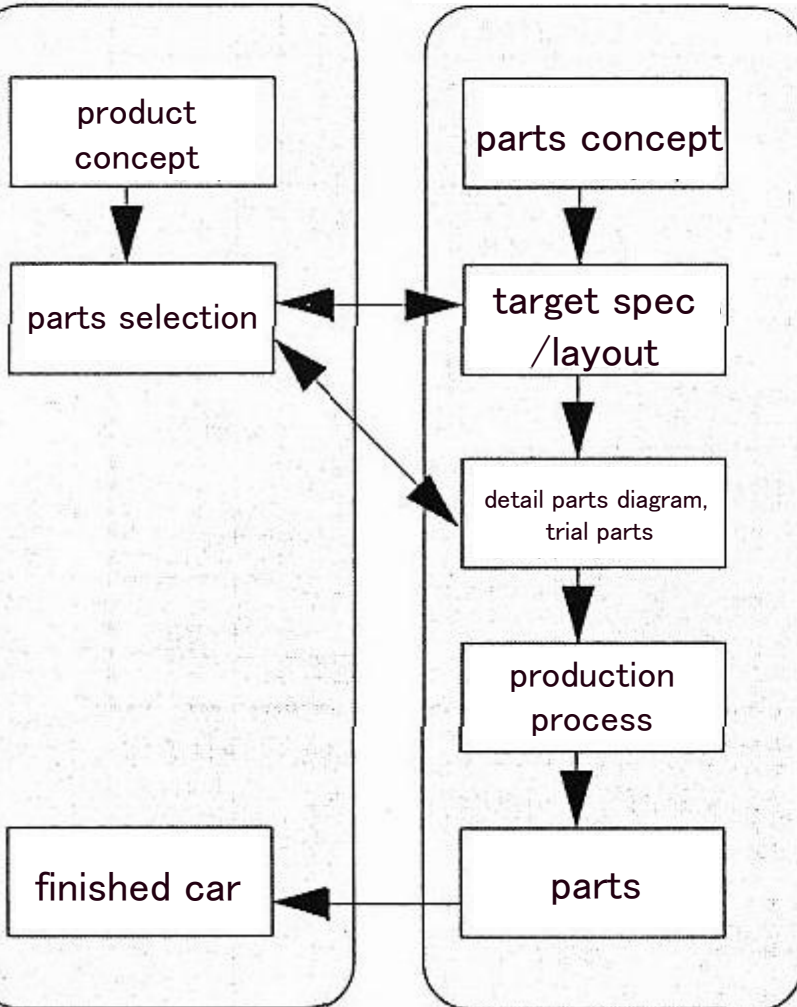 product
concept
parts selection
finished car
parts concept
target spec
/layout
detail parts diagram,
trial parts
production
process
parts